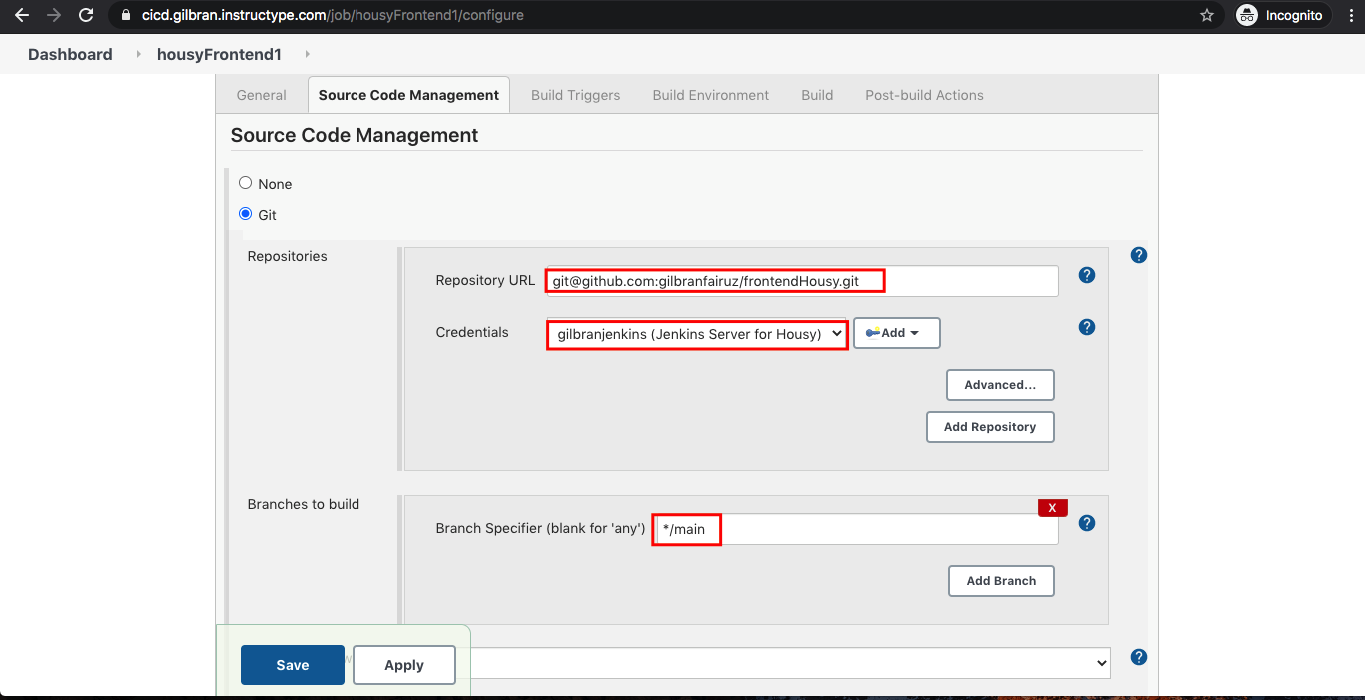 cicd.gilbran.instructype.com/job/housyFrontend1/configure
Incognito
Dashboard housyFrontend1
General Source Code Management Build Triggers Build Environment Build Post-build Actions
Source Code Management
None
Git
Repositories
?
Repository URL git@github.com:gilbranfairuz/frontendHousy.git ?
Credentials gilbranjenkins (Jenkins Server for Housy) Add ?
Advanced...
Add Repository
Branches to build
X
Branch Specifier (blank for 'any') */main ?
Add Branch
Save Apply ?